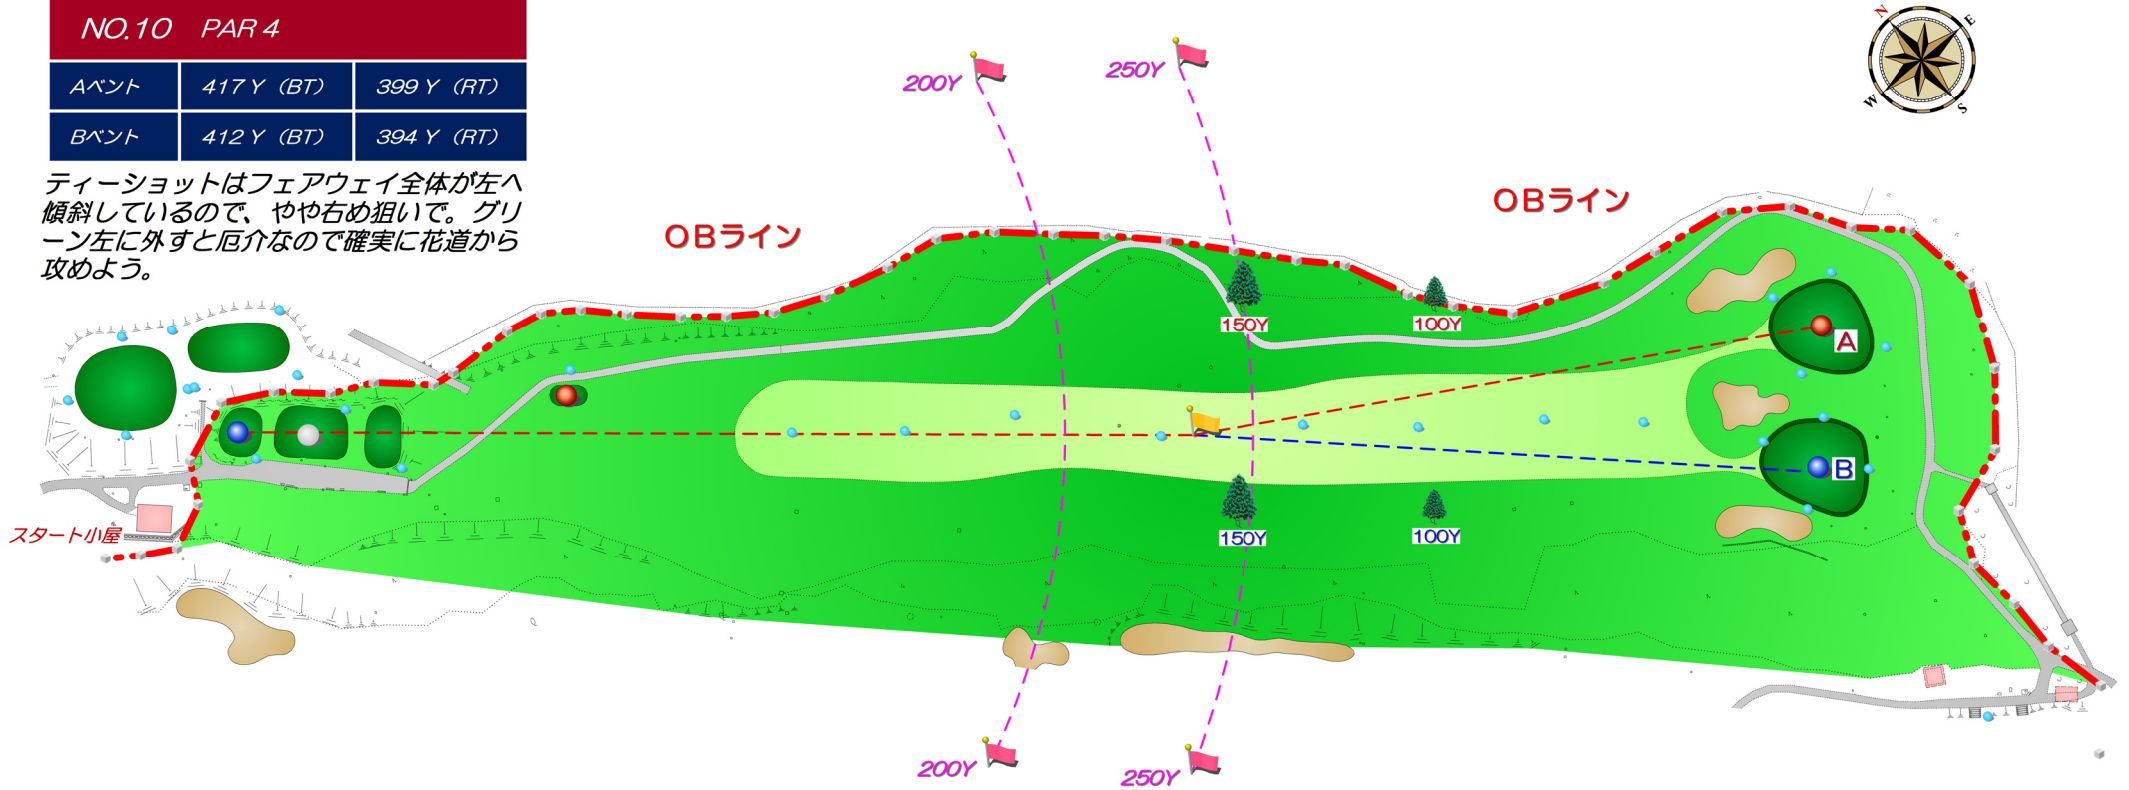 NO.10 PAR 4
Aベント 417 Y (BT) 399 Y (RT)
Bベント 412 Y (BT) 394 Y (RT)
ティーショットはフェアウェイ全体が左へ
傾斜しているので、やや右め狙いで。グリ
ーン左に外すと厄介なので確実に花道から
攻めよう。
200Y
250Y
N
E
W
S
OBライン
OBライン
150Y
100Y
A
B
150Y
100Y
スタート小屋
200Y
250Y